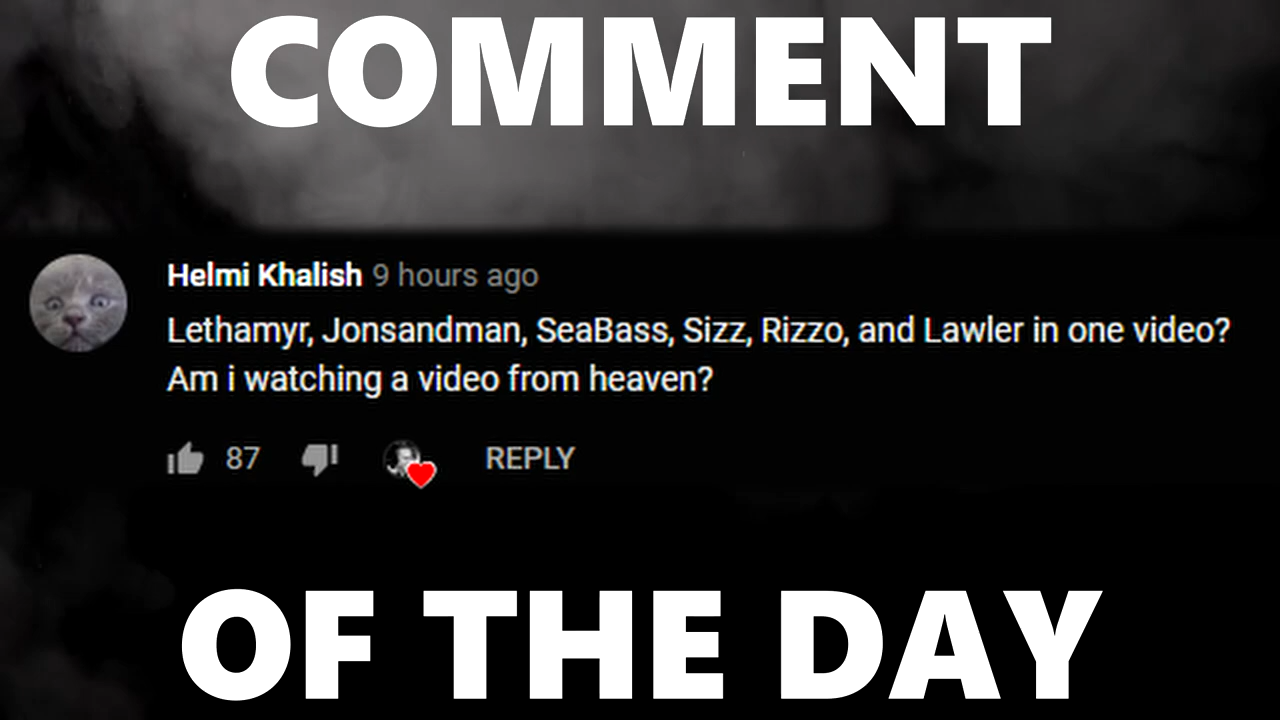 COMMENT
Helmi Khalish 9 hours ago
Lethamyr, Jonsandman, SeaBass, Sizz, Rizzo, and Lawler in one video?
Am i watching a video from heaven?
87 REPLY
OF THE DAY